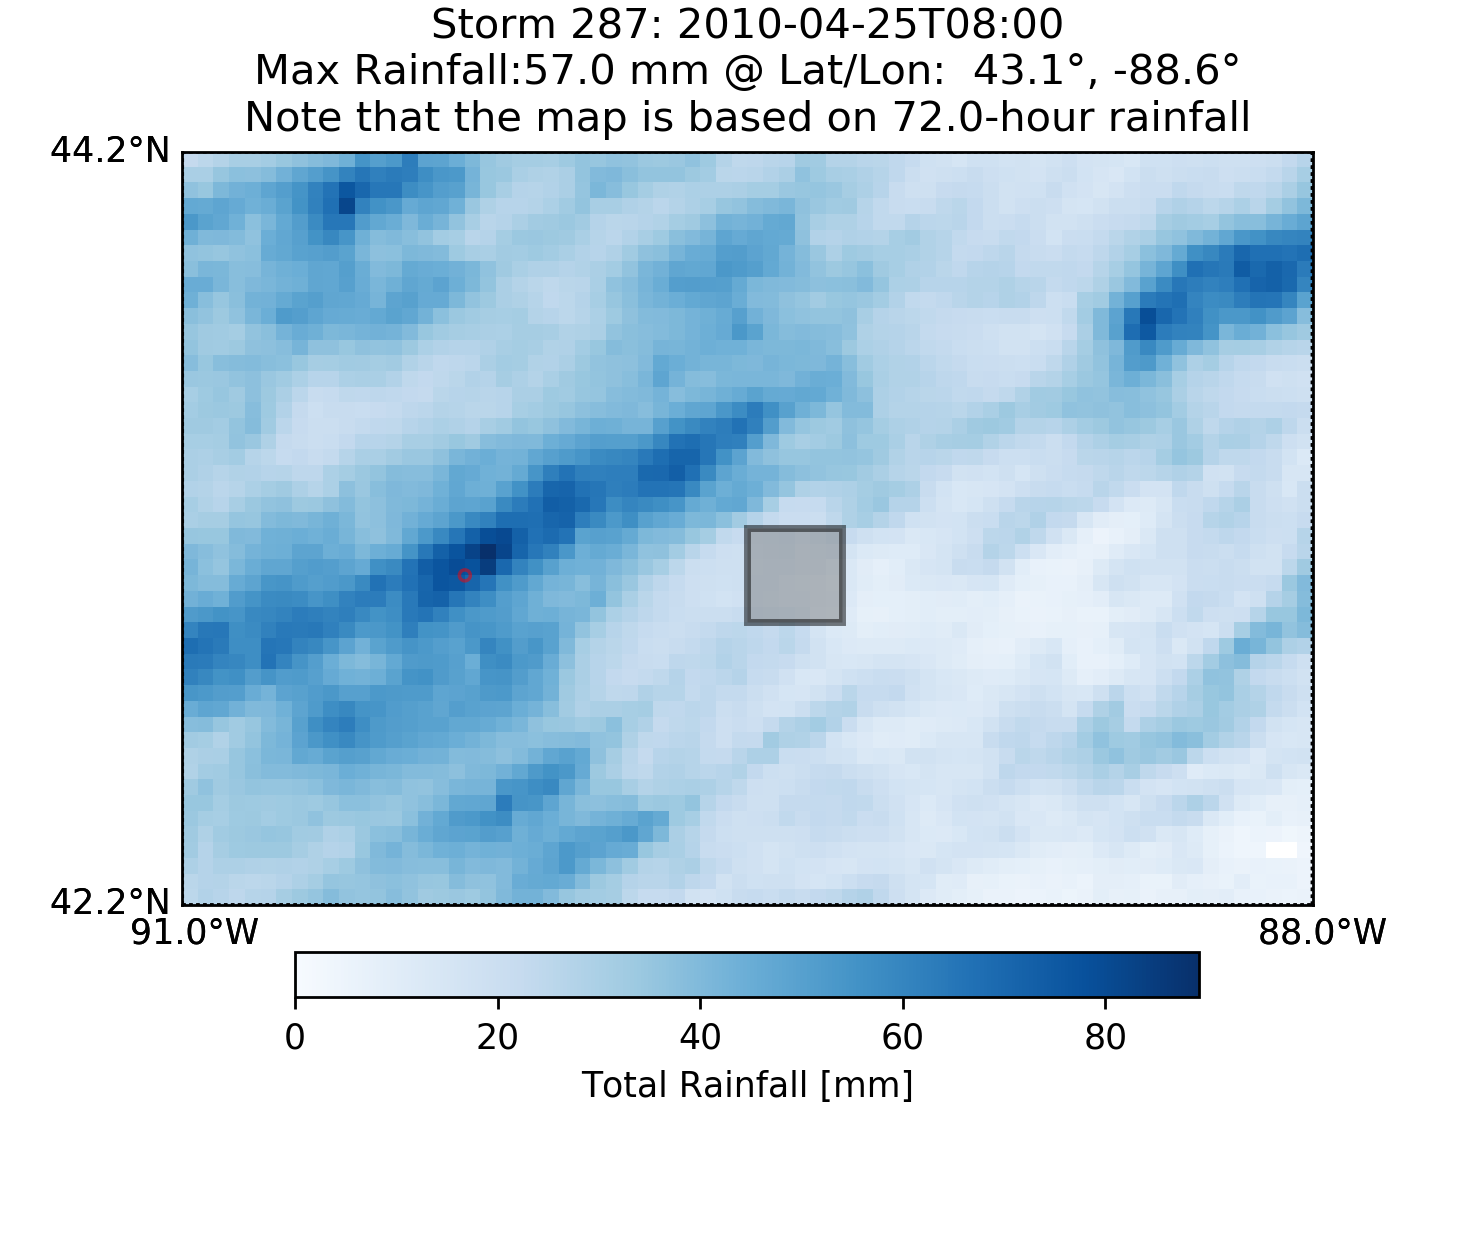 Storm 287: 2010-04-25T08:00
Max Rainfall:57.0 mm @ Lat/Lon:  43.1°, -88.6°
Note that the map is based on 72.0-hour rainfall
44.2°N
42.2°N
91.0°W 88.0°W
0 20 40 60 80
Total Rainfall [mm]